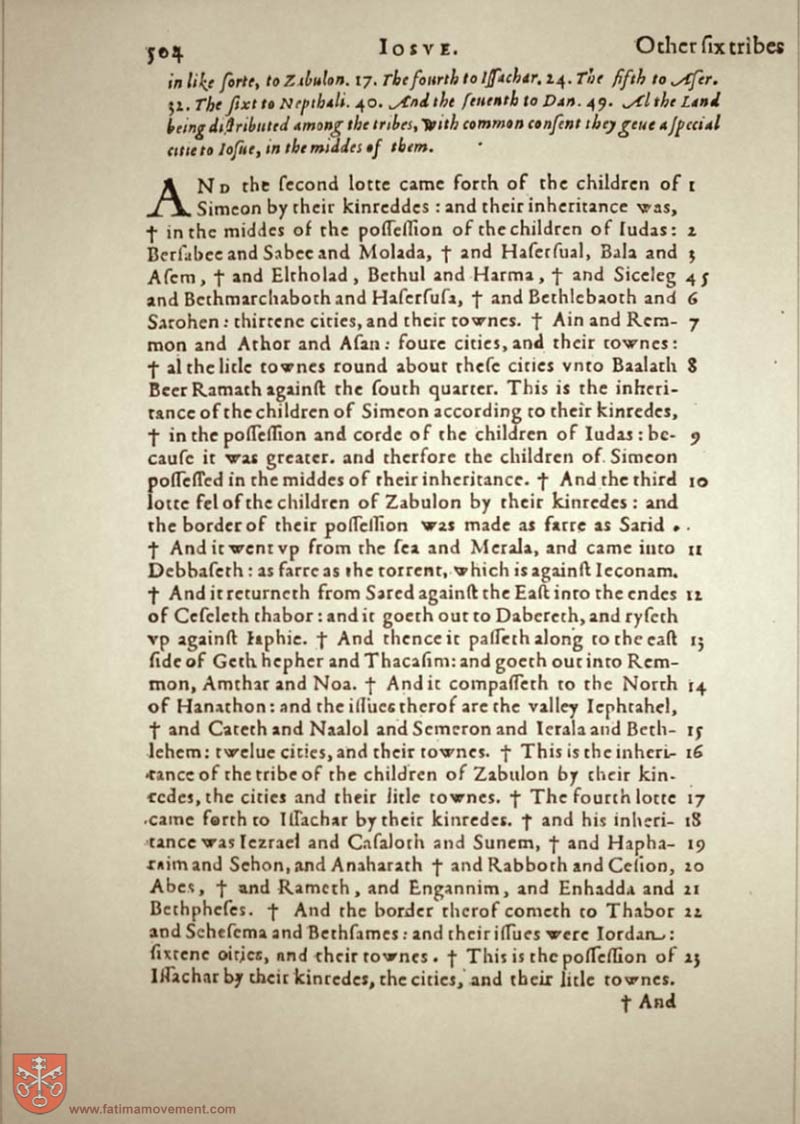 504 IOSVE. Other ſix tribes
in like ſorte, to Zabulon. 17. The fourth to Iſſachar. 24. The fifth to Aſer.
32. The ſixt to Nepthali. 40. And the ſeuenth to Dan. 49. Al the Land
being diſtributed among the tribes, with common conſent they geue a ſpecial
citie to Ioſue, in the middes of them.
AND the ſecond lotte came forth of the children of 1
Simeon by their kinreddes : and their inheritance was,
† in the middes of the poſſeſſion of the children of Iudas: 2
Berſabee and Sabee and Molada, † and Haſerſual, Bala and 3
Aſem, † and Eltholad, Bethul and Harma, † and Siceleg 4 5
and Bethmarchaboth and Haſerſuſa, † and Bethlebaoth and 6
Sarohen: thirtene cities, and their townes. † Ain and Rem- 7
mon and Athor and Aſan: foure cities, and their townes:
† al the litle townes round about theſe cities vnto Baalath 8
Beer Ramath againſt the ſouth quarter. This is the inheri-
tance of the children of Simeon according to their kinredes,
† in the poſſeſſion and corde of the children of Iudas: be- 9
cauſe it was greater. and therfore the children of Simeon
poſſeſſed in the middes of their inheritance. † And the third 10
lotte fel of the children of Zabulon by their kinredes: and
the border of their poſſeſſion was made as farre as Sarid.
† And it went vp from the ſea and Merala, and came into 11
Debbaſeth: as farre as the torrent, which is againſt Ieconam.
† And it returneth from Sared againſt the Eaſt into the endes 12
of Ceſeleth thabor: and it goeth out to Dabereth, and ryſeth
vp againſt Iaphie. † And thence it paſſeth along to the eaſt 13
ſide of Geth hepher and Thacaſim: and goeth out into Rem-
mon, Amthar and Noa. † And it compaſſeth to the North 14
of Hanathon: and the iſſues therof are the valley Iephtahel,
† and Cateth and Naalol and Semeron and Ierala and Beth- 15
lehem: twelue cities, and their townes. † This is the inheri- 16
tance of the tribe of the children of Zabulon by their kin-
redes, the cities and their litle townes. † The fourth lotte 17
came forth to Iſſachar by their kinredes. † and his inheri- 18
tance was Iezrael and Caſaloth and Sunem, † and Hapha- 19
raim and Sehon, and Anaharath † and Rabboth and Ceſion, 20
Abes, † and Rameth, and Engannim, and Enhadda and 21
Bethpheſes. † And the border therof cometh to Thabor 22
and Seheſema and Bethſames: and their iſſues were Iordan:
ſixtene cities, and their townes. † This is the poſſeſſion of 23
Iſſachar by their kinredes, the cities, and their litle townes.
† And
www.fatimamovement.com